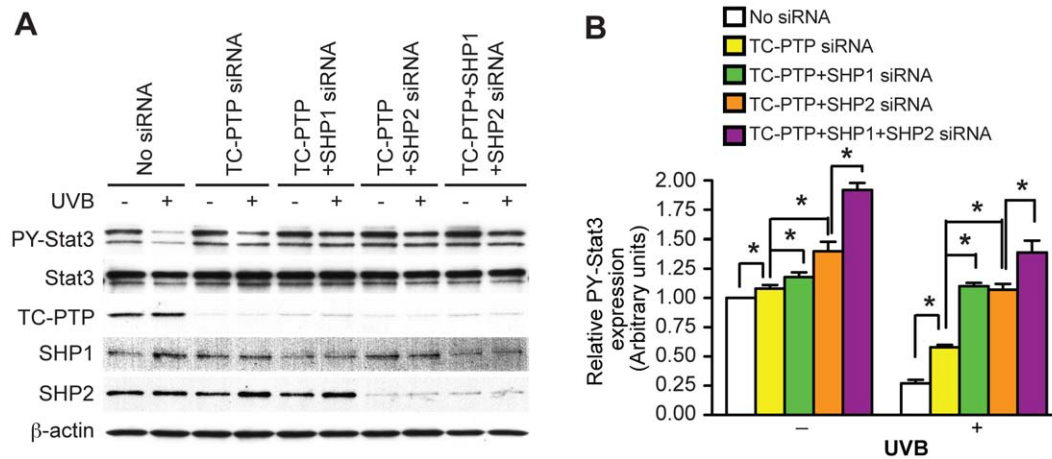 A
No siRNA
TC-PTP siRNA
TC-PTP
+SHP1 siRNA
TC-PTP
+SHP2 siRNA
TC-PTP+SHP1
+SHP2 siRNA
UVB - + - + - + - + - +
PY-Stat3
Stat3
TC-PTP
SHP1
SHP2
β-actin
B
No siRNA
TC-PTP siRNA
TC-PTP+SHP1 siRNA
TC-PTP+SHP2 siRNA
TC-PTP+SHP1+SHP2 siRNA
Relative PY-Stat3
expression
(Arbitrary units)
2.00
1.75
1.50
1.25
1.00
0.75
0.50
0.25
0.00
* * * * * * * *
– +
UVB